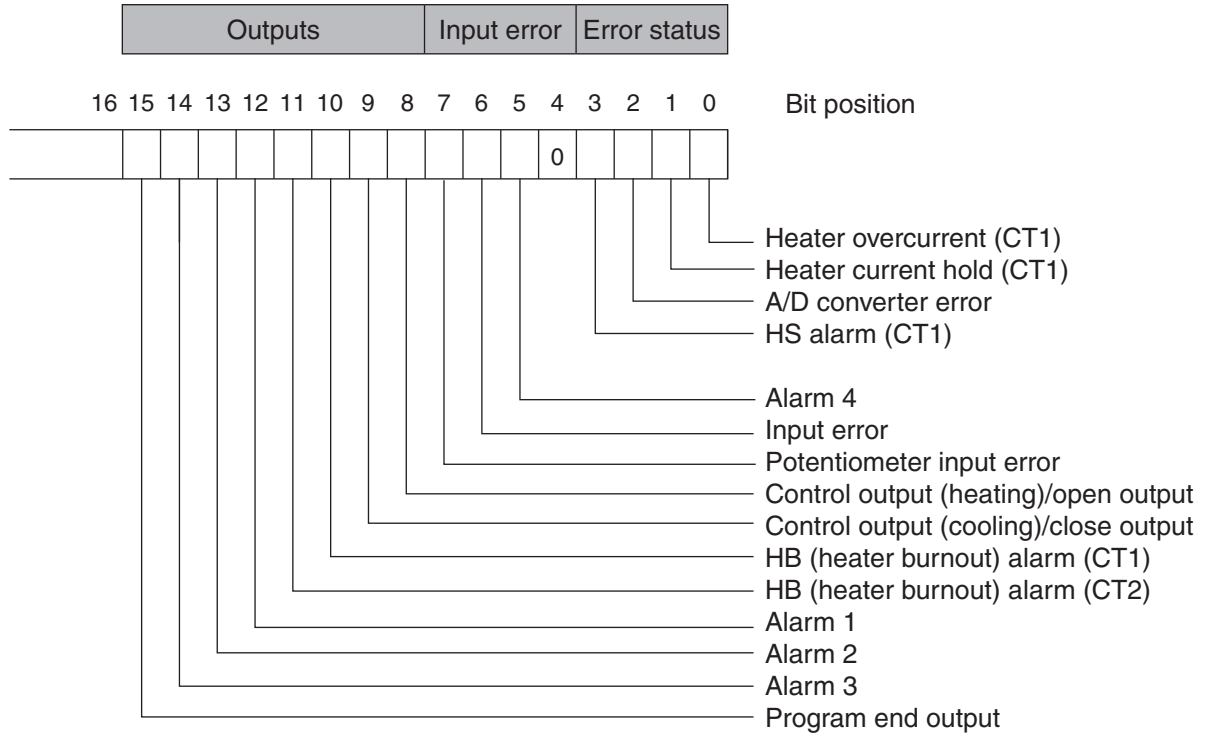 Outputs Input error Error status
16 15 14 13 12 11 10 9 8 7 6 5 4 3 2 1 0 Bit position
0
Heater overcurrent (CT1)
Heater current hold (CT1)
A/D converter error
HS alarm (CT1)
Alarm 4
Input error
Potentiometer input error
Control output (heating)/open output
Control output (cooling)/close output
HB (heater burnout) alarm (CT1)
HB (heater burnout) alarm (CT2)
Alarm 1
Alarm 2
Alarm 3
Program end output